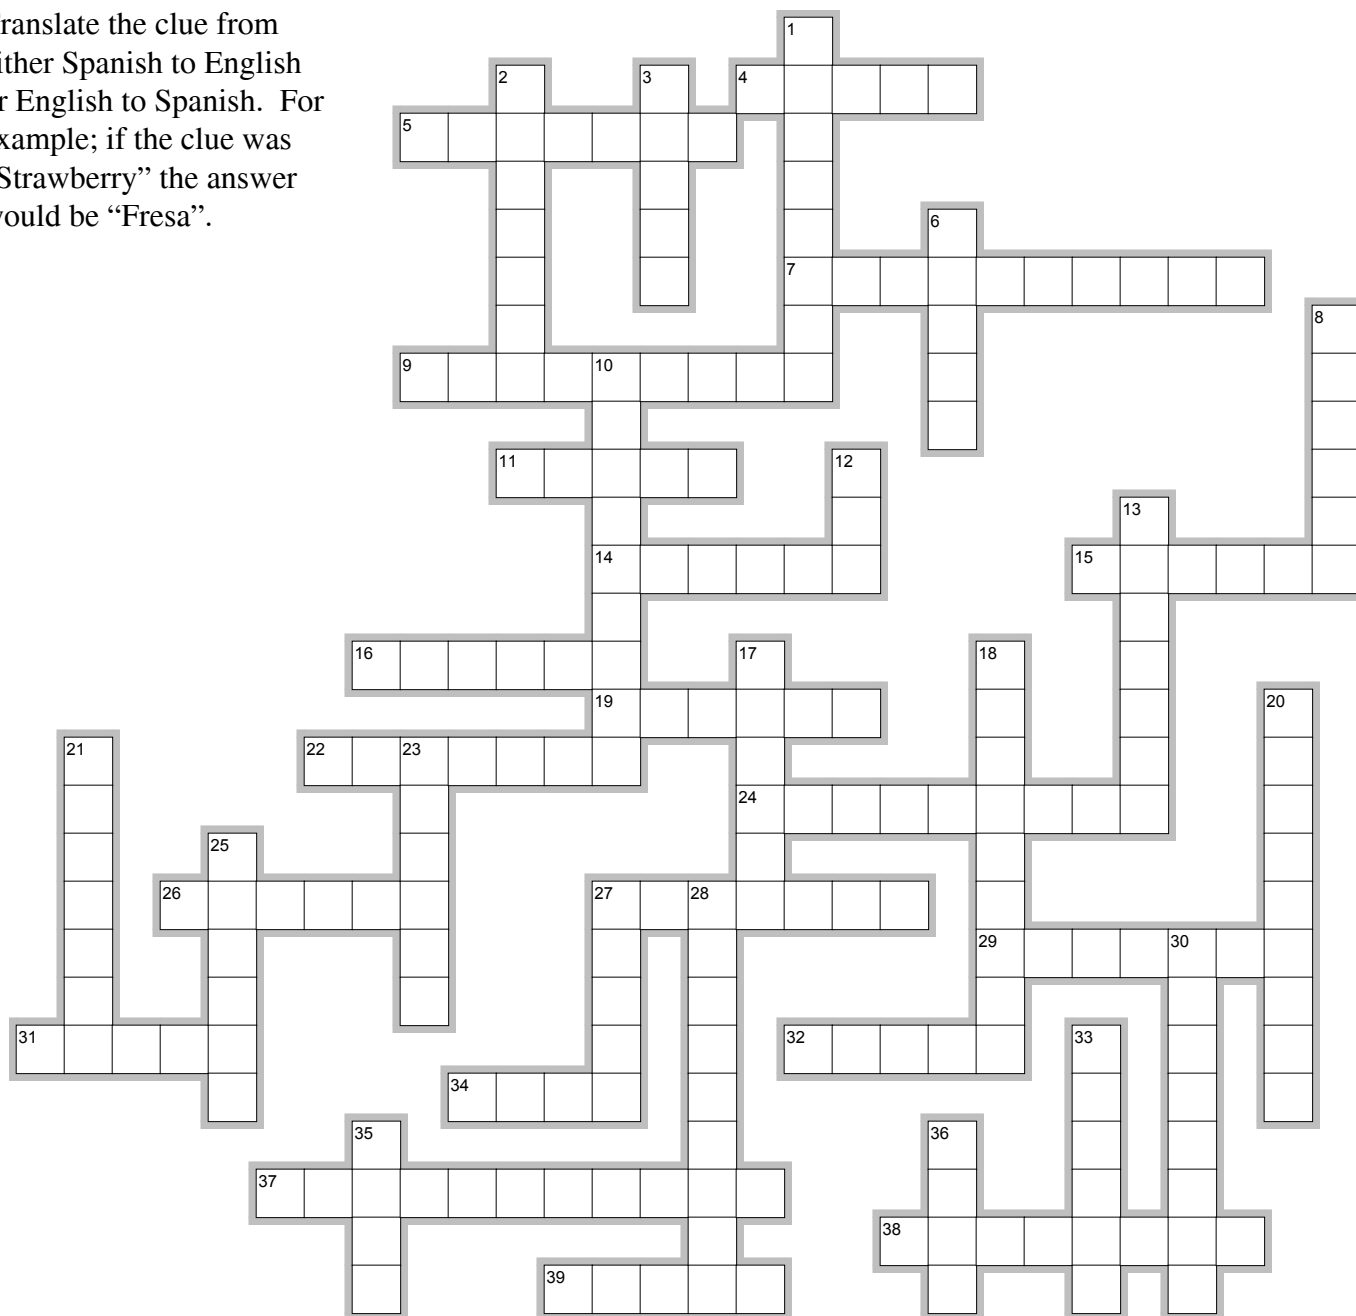 ranslate the clue from
ither Spanish to English
r English to Spanish. For
xample; if the clue was
Strawberry” the answer
would be “Fresa”.
1
2 3 4
5
6
7
8
9 10
11 12
13
14 15
16 17 18
19 20
21 22 23
24
25
26 27 28
29 30
31 32 33
34
35 36
37
38
39